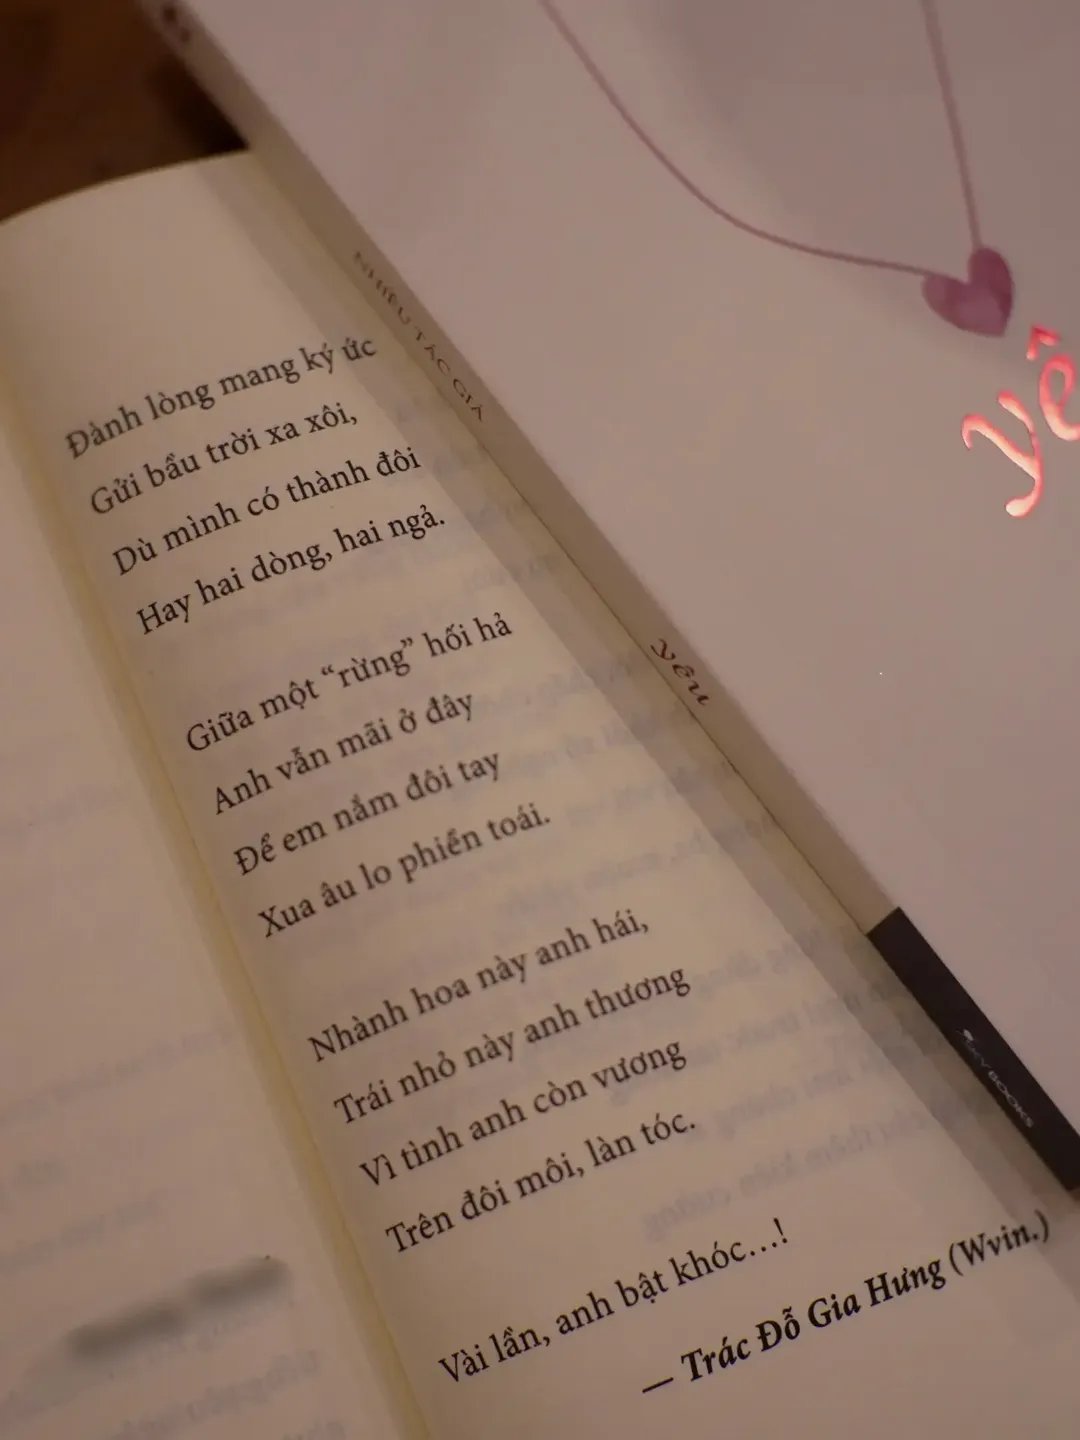 Đành lòng mang ký ức
Gửi bầu trời xa xôi,
Dù mình có thành đôi
Hay hai dòng, hai ngả.
Giữa một “rừng” hối hả
Anh vẫn mãi ở đây
Để em nắm đôi tay
Xua âu lo phiền toái.
Nhành hoa này anh hái,
Trái nhỏ này anh thương
Vì tình anh còn vương
Trên đôi môi, làn tóc.
Vài lần, anh bật khóc...!
— Trác Đỗ Gia Hưng (Wvin.)
NHIỀU TÁC GIẢ
yêu
SKYBOOKS
yê